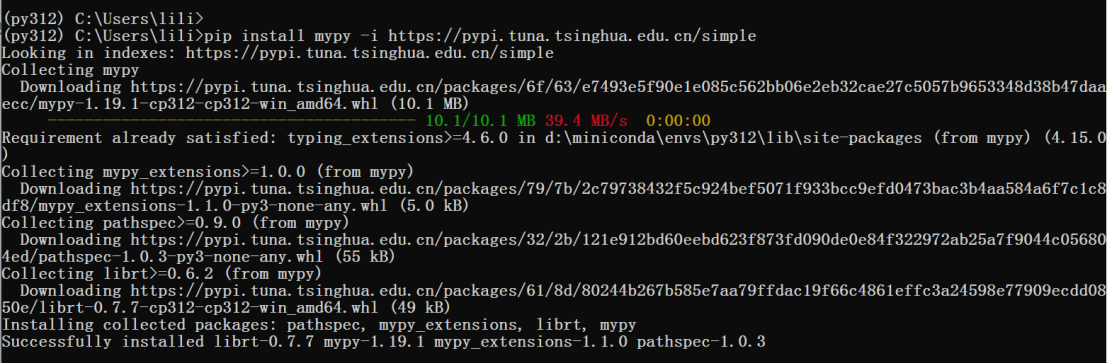 (py312) C:\Users\lili>
(py312) C:\Users\lili>pip install mypy -i https://pypi.tuna.tsinghua.edu.cn/simple
Looking in indexes: https://pypi.tuna.tsinghua.edu.cn/simple
Collecting mypy
  Downloading https://pypi.tuna.tsinghua.edu.cn/packages/6f/63/e7493e5f90e1e085c562bb06e2eb32cae27c5057b9653348d38b47daa
ecc/mypy-1.19.1-cp312-cp312-win_amd64.whl (10.1 MB)
     ---------------------------------------- 10.1/10.1 MB 39.4 MB/s  0:00:00
Requirement already satisfied: typing_extensions>=4.6.0 in d:\miniconda\envs\py312\lib\site-packages (from mypy) (4.15.0
)
Collecting mypy_extensions>=1.0.0 (from mypy)
  Downloading https://pypi.tuna.tsinghua.edu.cn/packages/79/7b/2c79738432f5c924bef5071f933bcc9efd0473bac3b4aa584a6f7c1c8
df8/mypy_extensions-1.1.0-py3-none-any.whl (5.0 kB)
Collecting pathspec>=0.9.0 (from mypy)
  Downloading https://pypi.tuna.tsinghua.edu.cn/packages/32/2b/121e912bd60eebd623f873fd090de0e84f322972ab25a7f9044c05680
4ed/pathspec-1.0.3-py3-none-any.whl (55 kB)
Collecting librt>=0.6.2 (from mypy)
  Downloading https://pypi.tuna.tsinghua.edu.cn/packages/61/8d/80244b267b585e7aa79ffdac19f66c4861effc3a24598e77909ecdd08
50e/librt-0.7.7-cp312-cp312-win_amd64.whl (49 kB)
Installing collected packages: pathspec, mypy_extensions, librt, mypy
Successfully installed librt-0.7.7 mypy-1.19.1 mypy_extensions-1.1.0 pathspec-1.0.3